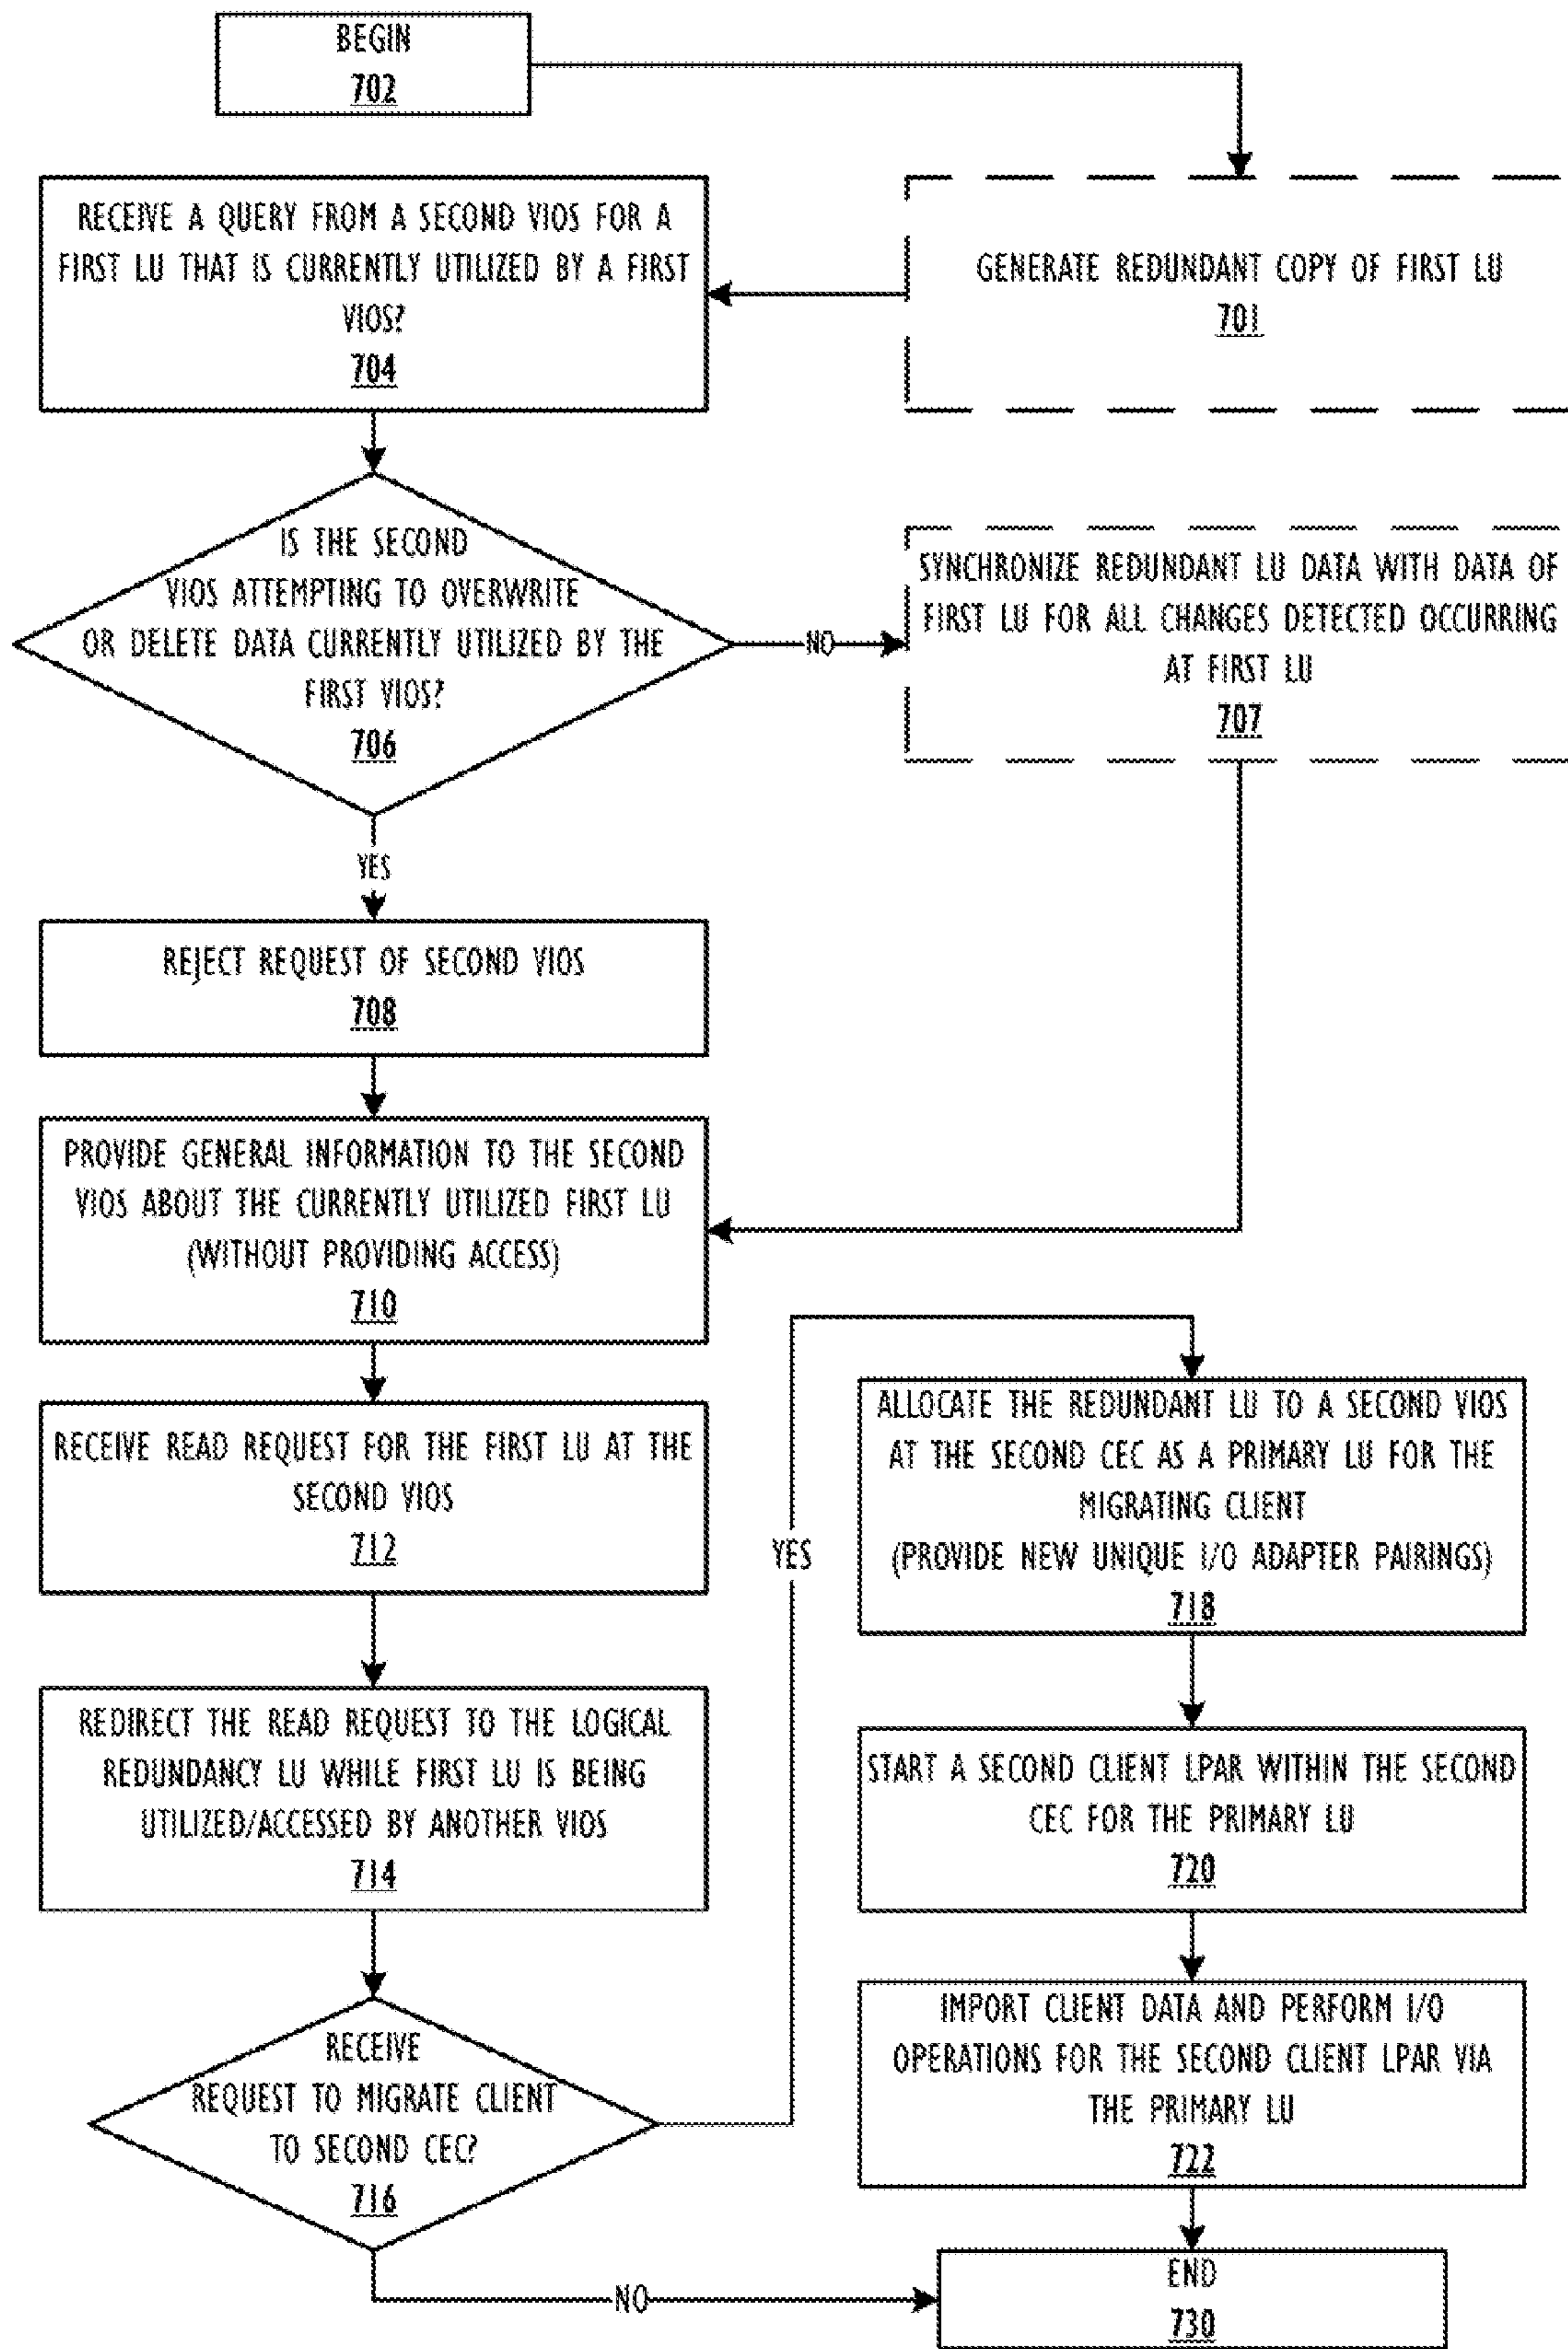 BEGIN
702
GENERATE REDUNDANT COPY OF FIRST LU
701
RECEIVE A QUERY FROM A SECOND VIOS FOR A
FIRST LU THAT IS CURRENTLY UTILIZED BY A FIRST
VIOS?
704
IS THE SECOND
VIOS ATTEMPTING TO OVERWRITE
OR DELETE DATA CURRENTLY UTILIZED BY THE
FIRST VIOS?
706
NO
SYNCHRONIZE REDUNDANT LU DATA WITH DATA OF
FIRST LU FOR ALL CHANGES DETECTED OCCURRING
AT FIRST LU
707
YES
REJECT REQUEST OF SECOND VIOS
708
PROVIDE GENERAL INFORMATION TO THE SECOND
VIOS ABOUT THE CURRENTLY UTILIZED FIRST LU
(WITHOUT PROVIDING ACCESS)
710
RECEIVE READ REQUEST FOR THE FIRST LU AT THE
SECOND VIOS
712
REDIRECT THE READ REQUEST TO THE LOGICAL
REDUNDANCY LU WHILE FIRST LU IS BEING
UTILIZED/ACCESSED BY ANOTHER VIOS
714
RECEIVE
REQUEST TO MIGRATE CLIENT
TO SECOND CEC?
716
YES
ALLOCATE THE REDUNDANT LU TO A SECOND VIOS
AT THE SECOND CEC AS A PRIMARY LU FOR THE
MIGRATING CLIENT
(PROVIDE NEW UNIQUE I/O ADAPTER PAIRINGS)
718
START A SECOND CLIENT LPAR WITHIN THE SECOND
CEC FOR THE PRIMARY LU
720
IMPORT CLIENT DATA AND PERFORM I/O
OPERATIONS FOR THE SECOND CLIENT LPAR VIA
THE PRIMARY LU
722
NO
END
730